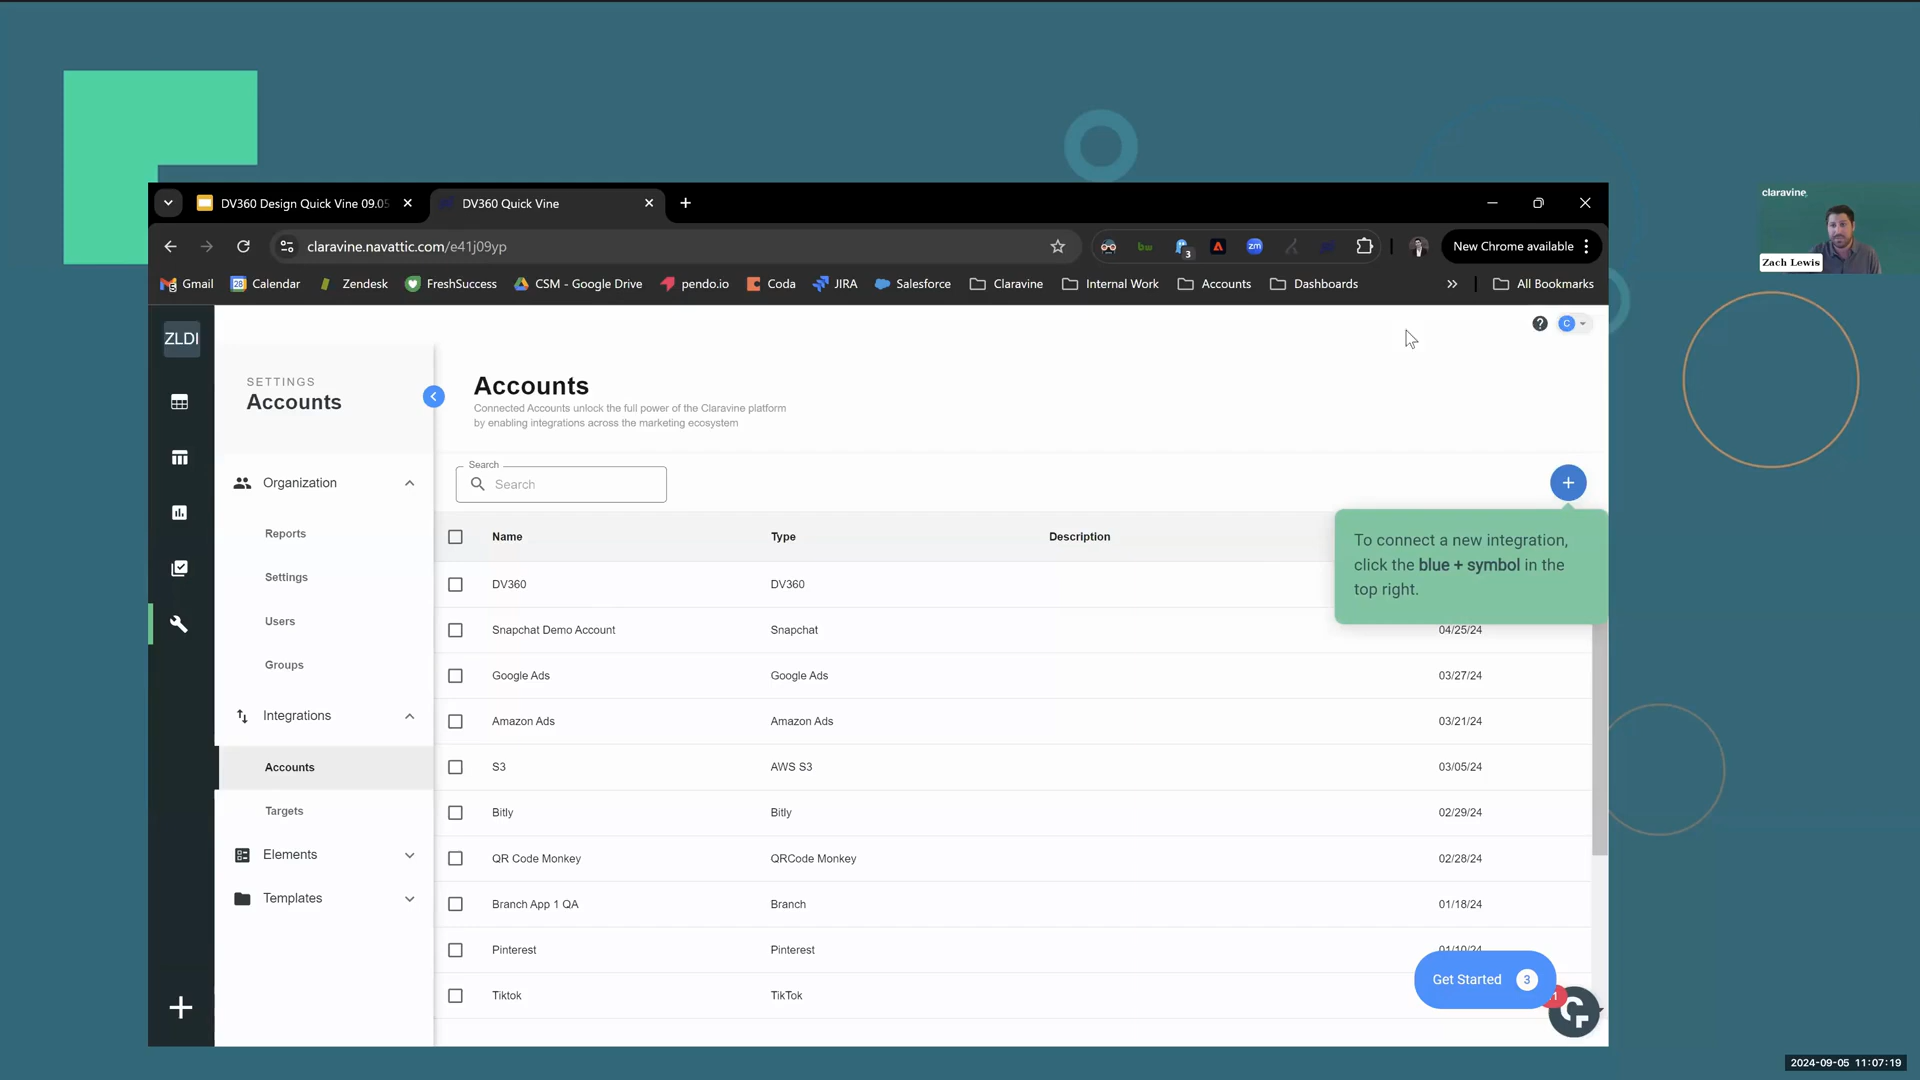 DV360 Design Quick Vine 09.05
DV360 Quick Vine
claravine.navattic.com/e41j09yp
bw
3
zm
New Chrome available
Gmail
28
Calendar
Zendesk
FreshSuccess
CSM - Google Drive
pendo.io
Coda
JIRA
Salesforce
Claravine
Internal Work
Accounts
Dashboards
All Bookmarks
claravine
Zach Lewis
ZLDI
SETTINGS
Accounts
Organization
Reports
Settings
Users
Groups
Integrations
Accounts
Targets
Elements
Templates
C
Accounts
Connected Accounts unlock the full power of the Claravine platform
by enabling integrations across the marketing ecosystem
Search
Search
Name Type Description
To connect a new integration,
click the blue + symbol in the
top right.
DV360 DV360
Snapchat Demo Account Snapchat 04/25/24
Google Ads Google Ads 03/27/24
Amazon Ads Amazon Ads 03/21/24
S3 AWS S3 03/05/24
Bitly Bitly 02/29/24
QR Code Monkey QRCode Monkey 02/28/24
Branch App 1 QA Branch 01/18/24
Pinterest Pinterest 01/10/24
Tiktok TikTok
Get Started 3
2024-09-05 11:07:19